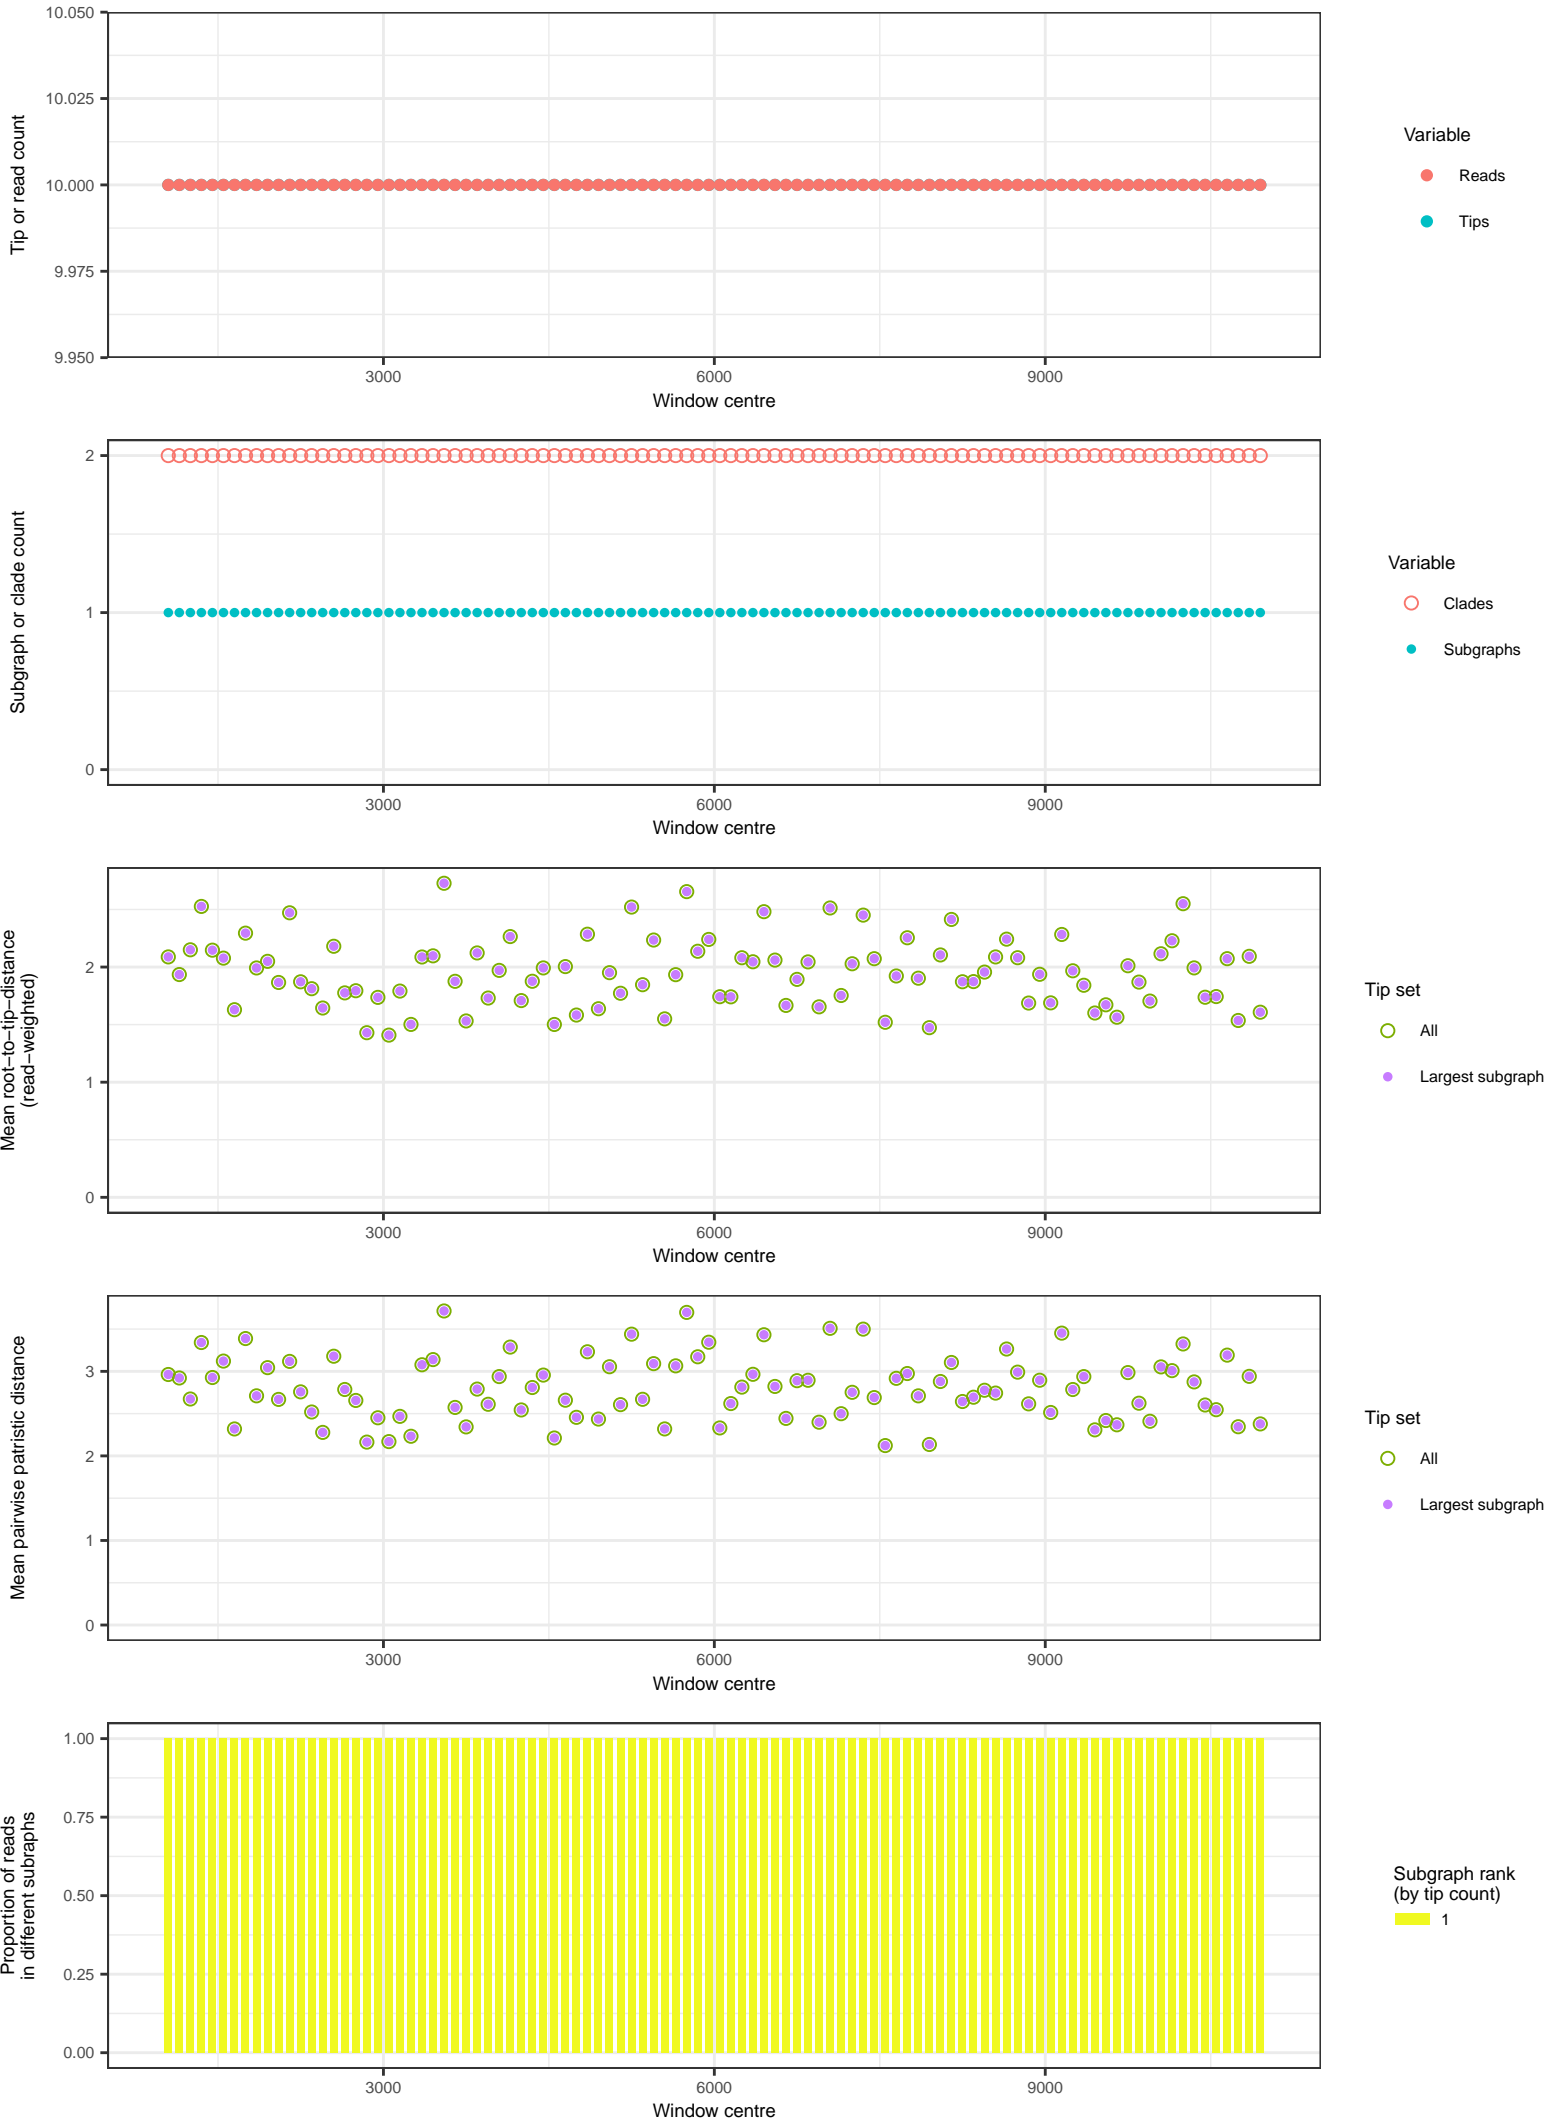 10.050
10.025
10.000
9.975
9.950
Tip or read count
3000 6000 9000
Window centre
Variable
Reads
Tips
2
1
0
Subgraph or clade count
3000 6000 9000
Window centre
Variable
Clades
Subgraphs
2
1
0
Mean root−to−tip−distance
(read−weighted)
3000 6000 9000
Window centre
Tip set
All
Largest subgraph
3
2
1
0
Mean pairwise patristic distance
3000 6000 9000
Window centre
Tip set
All
Largest subgraph
1.00
0.75
0.50
0.25
0.00
Proportion of reads
in different subraphs
3000 6000 9000
Window centre
Subgraph rank
(by tip count)
1